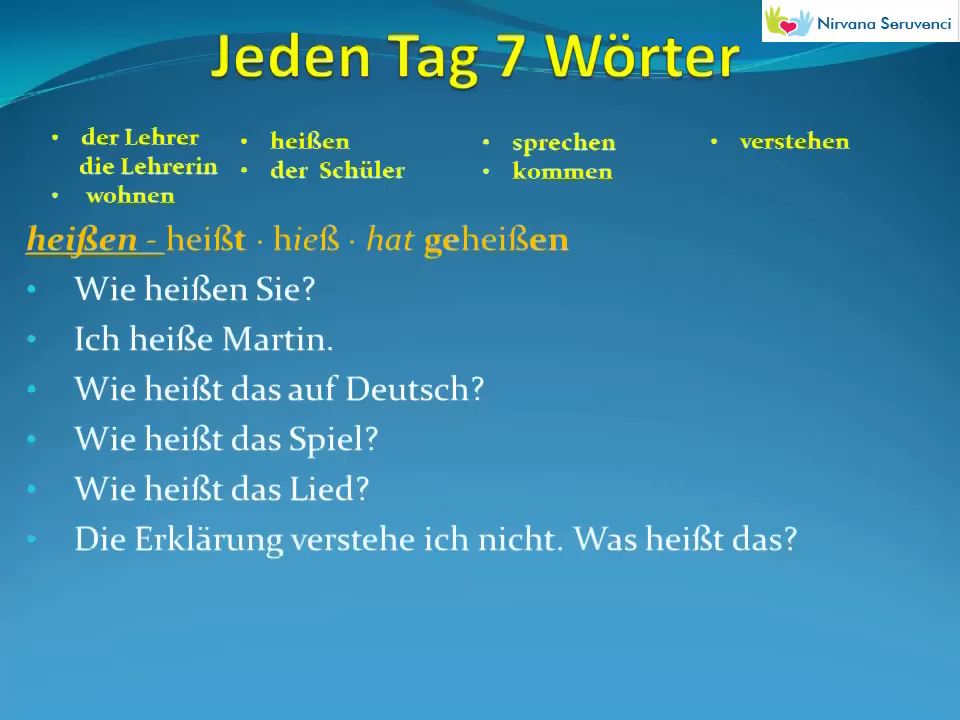 Nirvana Seruvenci
Jeden Tag 7 Wörter
• der Lehrer
die Lehrerin
• wohnen
• heißen
• der Schüler
• sprechen
• kommen
• verstehen
heißen - heißt · hieß · hat geheißen
• Wie heißen Sie?
• Ich heiße Martin.
• Wie heißt das auf Deutsch?
• Wie heißt das Spiel?
• Wie heißt das Lied?
• Die Erklärung verstehe ich nicht. Was heißt das?